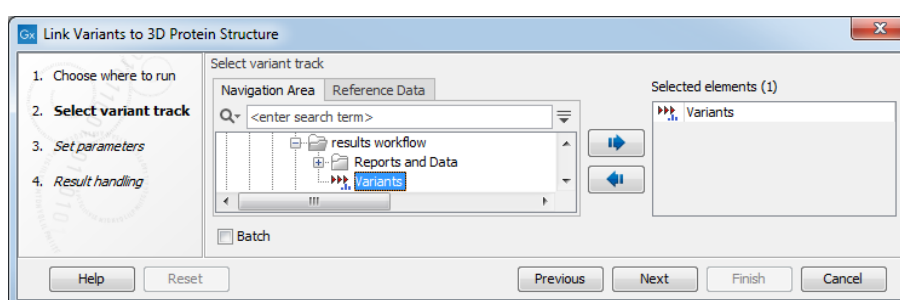 Gx Link Variants to 3D Protein Structure
1. Choose where to run
2. Select variant track
3. Set parameters
4. Result handling
Select variant track
Navigation Area Reference Data
<enter search term>
results workflow
Reports and Data
Variants
Batch
Selected elements (1)
Variants
Help Reset Previous Next Finish Cancel